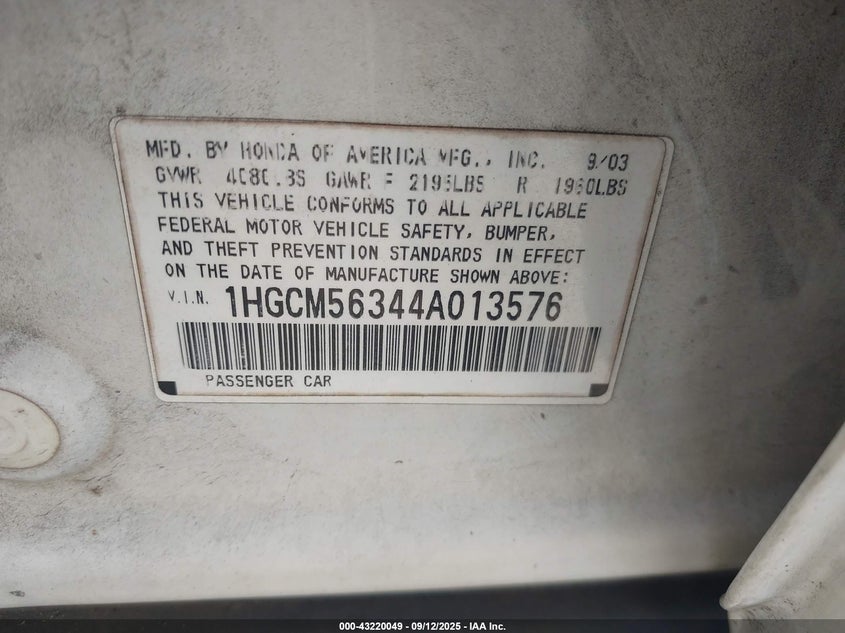 MFD. BY HONDA OF AMERICA MFG., INC. 9/03
GVWR 4080LBS GAWR F 2195LBS R 1960LBS
THIS VEHICLE CONFORMS TO ALL APPLICABLE
FEDERAL MOTOR VEHICLE SAFETY, BUMPER,
AND THEFT PREVENTION STANDARDS IN EFFECT
ON THE DATE OF MANUFACTURE SHOWN ABOVE:
V.I.N. 1HGCM56344A013576
PASSENGER CAR
000-43220049 - 09/12/2025 - IAA Inc.